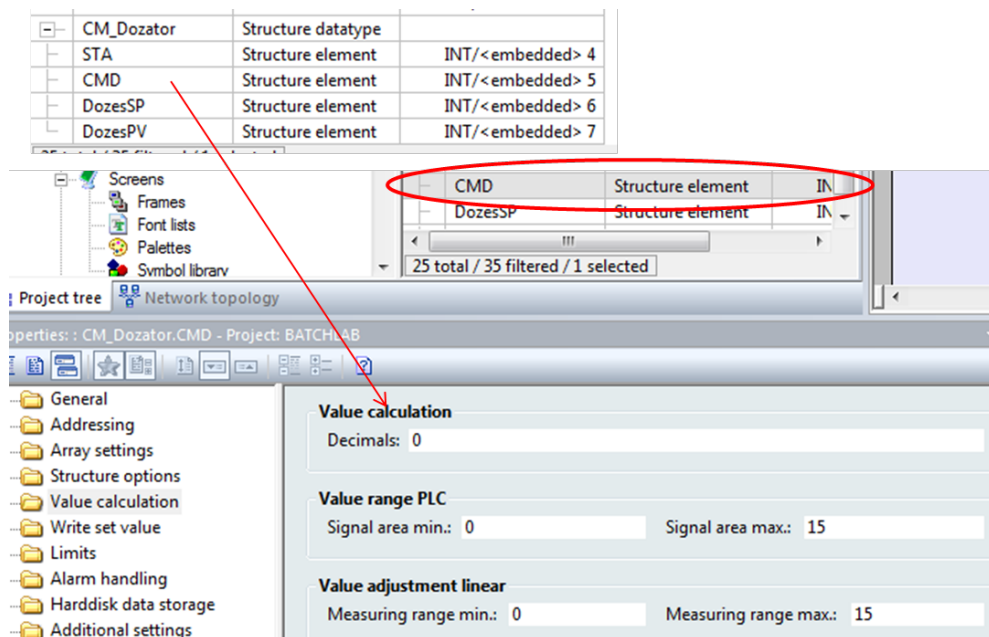 CM_Dozator Structure datatype
STA Structure element INT/<embedded> 4
CMD Structure element INT/<embedded> 5
DozesSP Structure element INT/<embedded> 6
DozesPV Structure element INT/<embedded> 7
Screens
Frames
Font lists
Palettes
Symbol library
CMD Structure element IN
DozesSP Structure element IN
25 total / 35 filtered / 1 selected
Project tree Network topology
operties: : CM_Dozator.CMD - Project: BATCHLAB
General
Addressing
Array settings
Structure options
Value calculation
Write set value
Limits
Alarm handling
Harddisk data storage
Additional settings
Value calculation
Decimals: 0
Value range PLC
Signal area min.: 0 Signal area max.: 15
Value adjustment linear
Measuring range min.: 0 Measuring range max.: 15